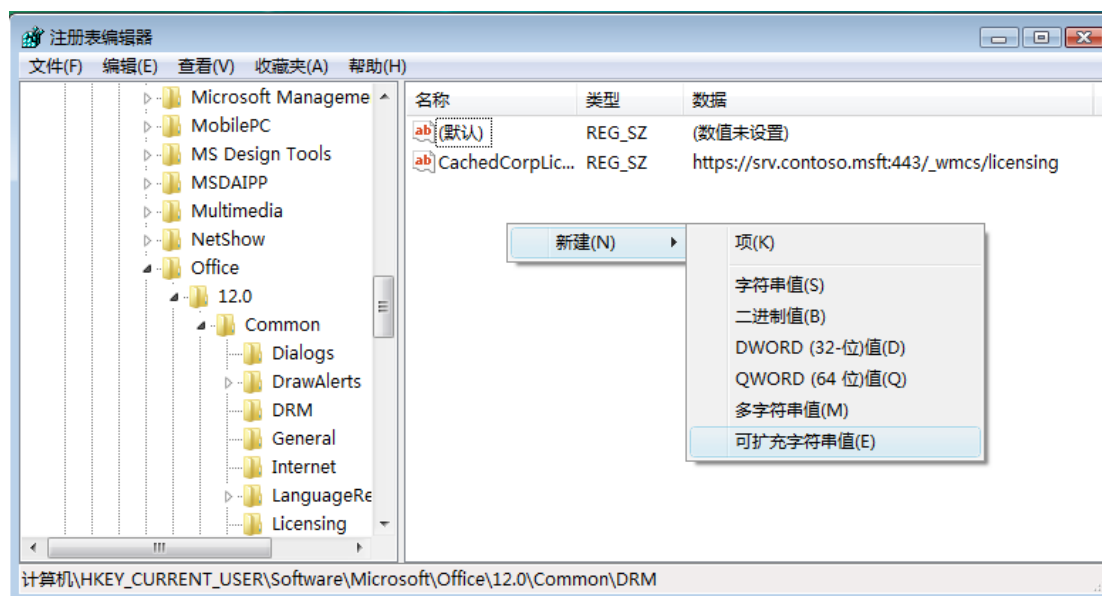 注册表编辑器
文件(F) 编辑(E) 查看(V) 收藏夹(A) 帮助(H)
Microsoft Manageme
MobilePC
MS Design Tools
MSDAIPP
Multimedia
NetShow
Office
12.0
Common
Dialogs
DrawAlerts
DRM
General
Internet
LanguageRe
Licensing
名称 类型 数据
ab (默认) REG_SZ (数值未设置)
ab CachedCorpLic... REG_SZ https://srv.contoso.msft:443/_wmcs/licensing
新建(N)
项(K)
字符串值(S)
二进制值(B)
DWORD (32-位)值(D)
QWORD (64 位)值(Q)
多字符串值(M)
可扩充字符串值(E)
计算机\HKEY_CURRENT_USER\Software\Microsoft\Office\12.0\Common\DRM